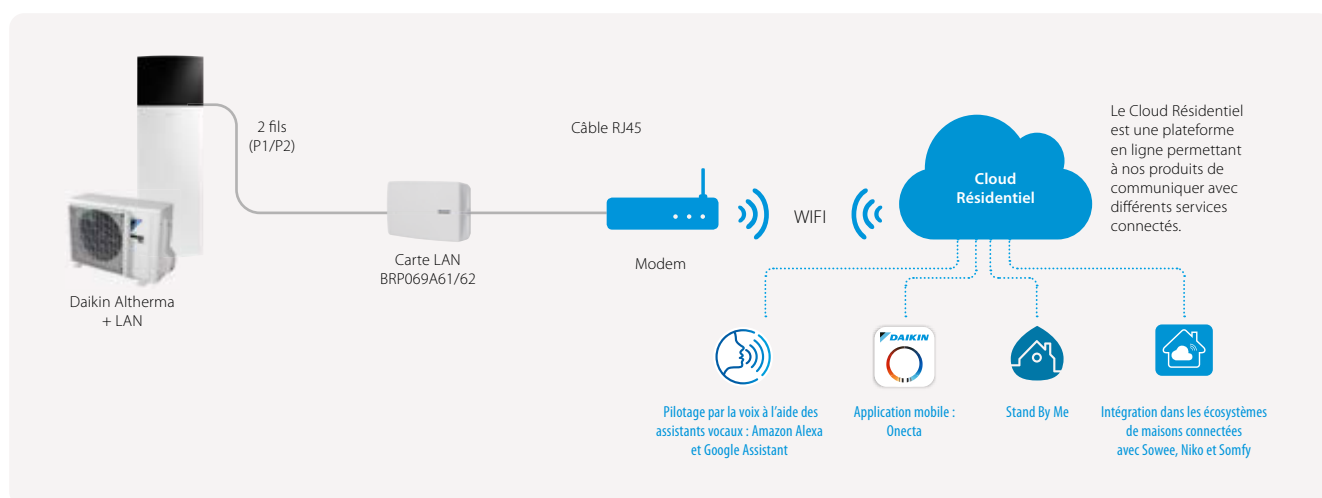 2 fils
(P1/P2)
Câble RJ45
Le Cloud Résidentiel
est une plateforme
en ligne permettant
à nos produits de
communiquer avec
différents services
connectés.
Cloud
Résidentiel
WIFI
Carte LAN
BRP069A61/62
Modem
Daikin Altherma
+ LAN
DAIKIN
Pilotage par la voix à l'aide des
assistants vocaux : Amazon Alexa
et Google Assistant
Application mobile :
Onecta
Stand By Me
Intégration dans les écosystèmes
de maisons connectées
avec Sowee, Niko et Somfy